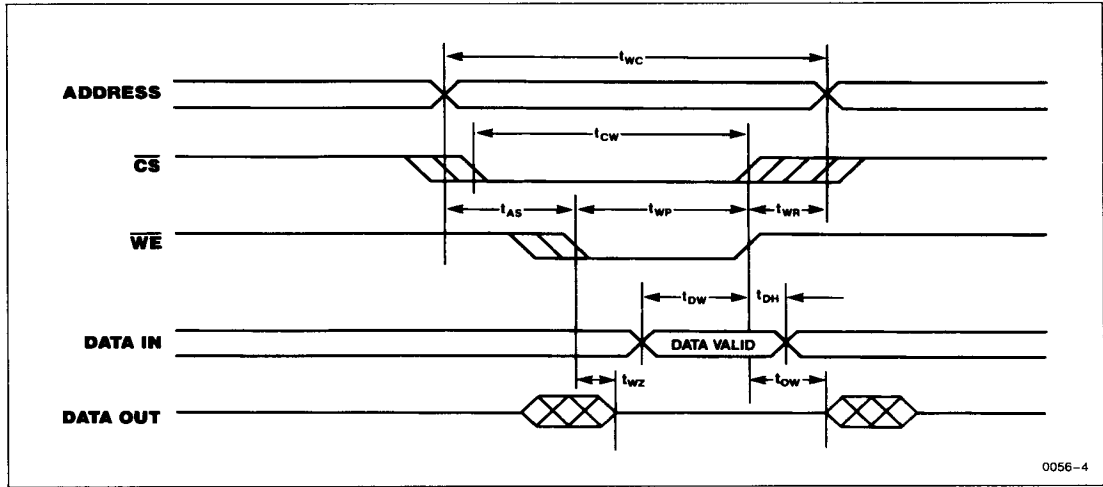 tWC
ADDRESS
tCW
CS
tAS
tWP
tWR
WE
tDW
tDH
DATA IN
DATA VALID
tWZ
tOW
DATA OUT
0056-4